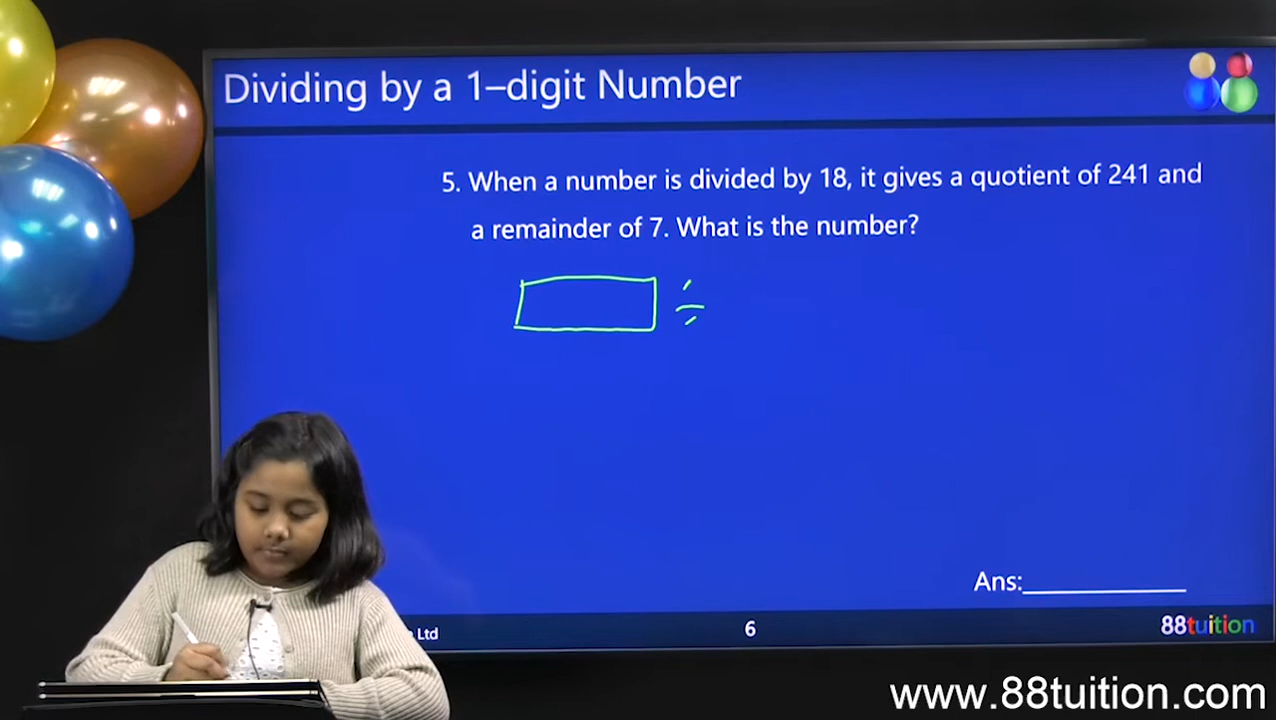 Dividing by a 1–digit Number
5. When a number is divided by 18, it gives a quotient of 241 and
a remainder of 7. What is the number?
÷
Ans:____________
Ltd
6
88tuition
www.88tuition.com